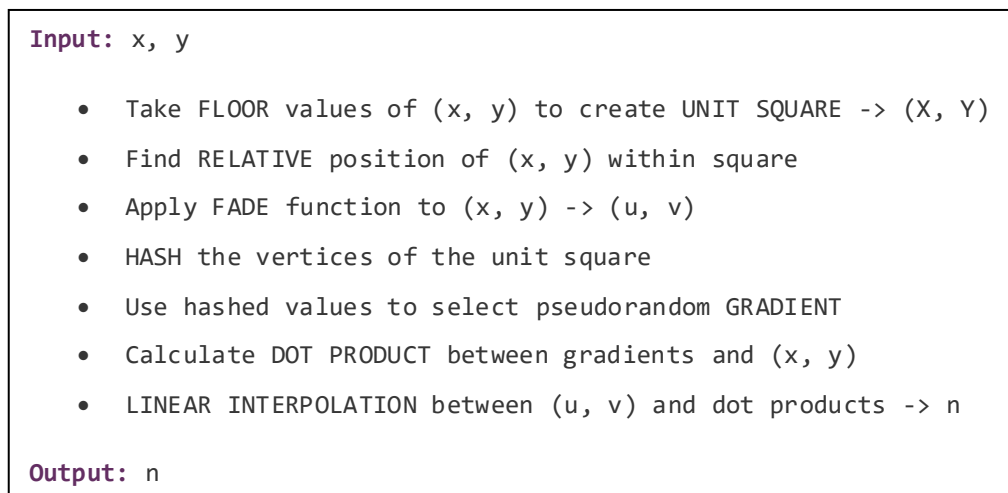 Input: x, y
• Take FLOOR values of (x, y) to create UNIT SQUARE -> (X, Y)
• Find RELATIVE position of (x, y) within square
• Apply FADE function to (x, y) -> (u, v)
• HASH the vertices of the unit square
• Use hashed values to select pseudorandom GRADIENT
• Calculate DOT PRODUCT between gradients and (x, y)
• LINEAR INTERPOLATION between (u, v) and dot products -> n
Output: n